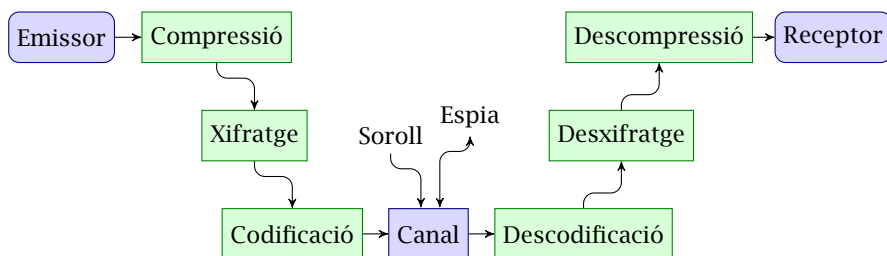 Emissor
Compressió
Descompressió
Receptor
Xifratge
Soroll
Espia
Desxifratge
Codificació
Canal
Descodificació